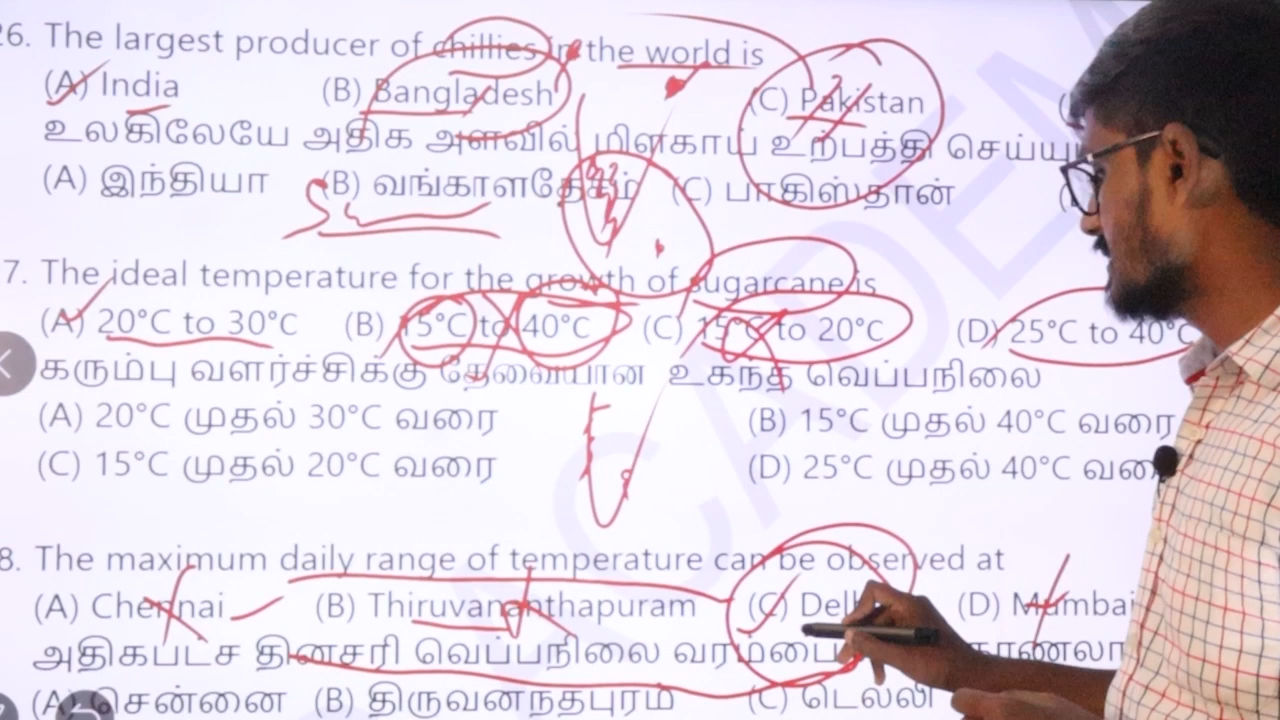 26. The largest producer of chillies in the world is
(A) India (B) Bangladesh (C) Pakistan (
உலகிலேயே அதிக அளவில் மிளகாய் உற்பத்தி செய்யு
(A) இந்தியா (B) வங்காளதேசம் (C) பாகிஸ்தான் (
7. The ideal temperature for the growth of sugarcane is
(A) 20°C to 30°C (B) 15°C to 40°C (C) 15°C to 20°C (D) 25°C to 40°C
கரும்பு வளர்ச்சிக்கு தேவையான உகந்த வெப்பநிலை
(A) 20°C முதல் 30°C வரை (B) 15°C முதல் 40°C வரை
(C) 15°C முதல் 20°C வரை (D) 25°C முதல் 40°C வரை
8. The maximum daily range of temperature can be observed at
(A) Chennai (B) Thiruvananthapuram (C) Delhi (D) Mumbai
அதிகபட்ச தினசரி வெப்பநிலை வரம்பை காணலா
(A) சென்னை (B) திருவனந்தபுரம் (C) டெல்லி